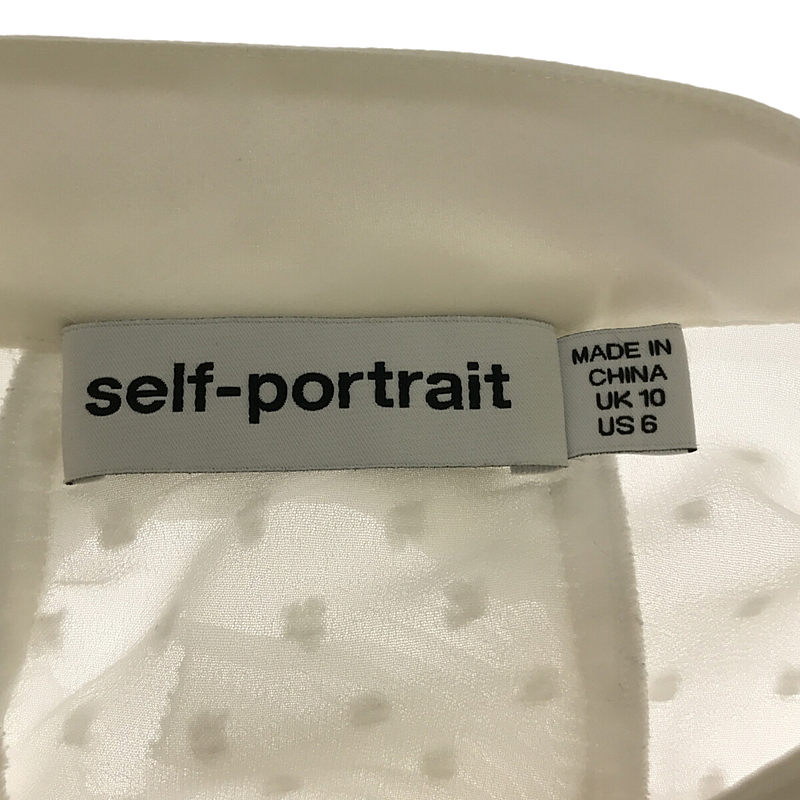 self-portrait
MADE IN
CHINA
UK 10
US 6